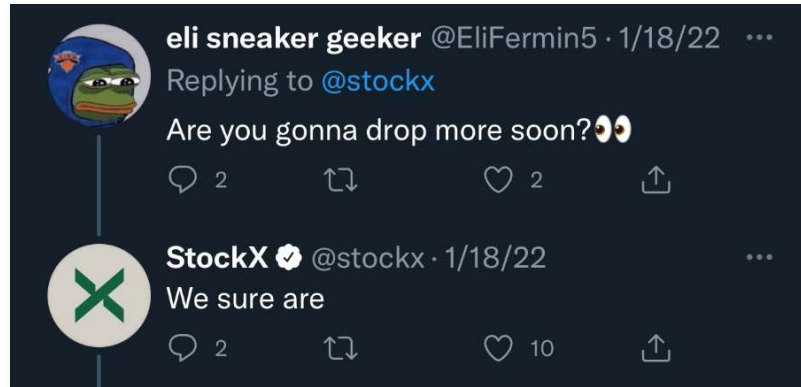 eli sneaker geeker @EliFermin5 · 1/18/22 ...
Replying to @stockx
Are you gonna drop more soon?👀
2 2
StockX @stockx · 1/18/22 ...
We sure are
2 10